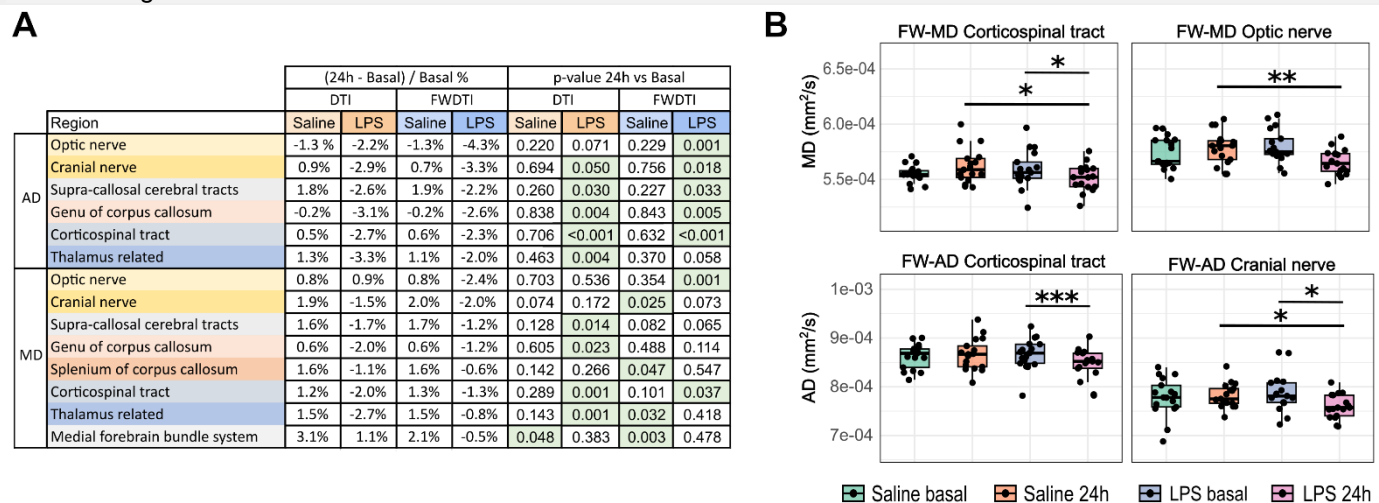 A
(24h - Basal) / Basal % p-value 24h vs Basal
DTI FWDTI DTI FWDTI
Region Saline LPS Saline LPS Saline LPS Saline LPS
AD
Optic nerve -1.3 % -2.2% -1.3% -4.3% 0.220 0.071 0.229 0.001
Cranial nerve 0.9% -2.9% 0.7% -3.3% 0.694 0.050 0.756 0.018
Supra-callosal cerebral tracts 1.8% -2.6% 1.9% -2.2% 0.260 0.030 0.227 0.033
Genu of corpus callosum -0.2% -3.1% -0.2% -2.6% 0.838 0.004 0.843 0.005
Corticospinal tract 0.5% -2.7% 0.6% -2.3% 0.706 <0.001 0.632 <0.001
Thalamus related 1.3% -3.3% 1.1% -2.0% 0.463 0.004 0.370 0.058
MD
Optic nerve 0.8% 0.9% 0.8% -2.4% 0.703 0.536 0.354 0.001
Cranial nerve 1.9% -1.5% 2.0% -2.0% 0.074 0.172 0.025 0.073
Supra-callosal cerebral tracts 1.6% -1.7% 1.7% -1.2% 0.128 0.014 0.082 0.065
Genu of corpus callosum 0.6% -2.0% 0.6% -1.2% 0.605 0.023 0.488 0.114
Splenium of corpus callosum 1.6% -1.1% 1.6% -0.6% 0.142 0.266 0.047 0.547
Corticospinal tract 1.2% -2.0% 1.3% -1.3% 0.289 0.001 0.101 0.037
Thalamus related 1.5% -2.7% 1.5% -0.8% 0.143 0.001 0.032 0.418
Medial forebrain bundle system 3.1% 1.1% 2.1% -0.5% 0.048 0.383 0.003 0.478
B
FW-MD Corticospinal tract
MD (mm²/s)
6.5e-04
6.0e-04
5.5e-04
*
*
FW-MD Optic nerve
**
FW-AD Corticospinal tract
AD (mm²/s)
1e-03
9e-04
8e-04
7e-04
***
FW-AD Cranial nerve
*
*
Saline basal Saline 24h LPS basal LPS 24h